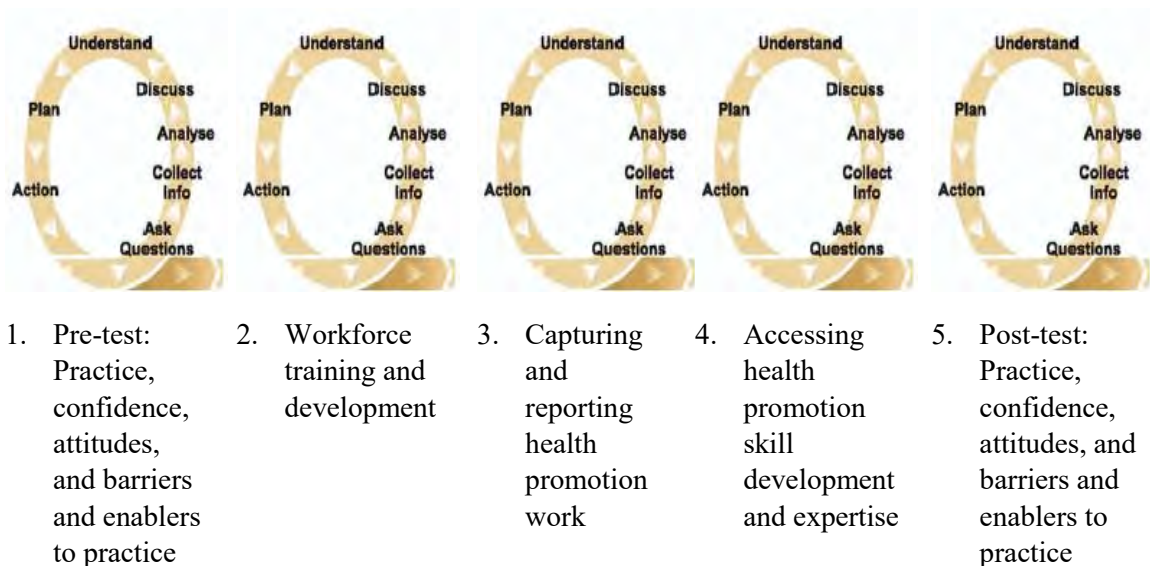 Understand
Discuss
Plan
Analyse
Collect
Info
Action
Ask
Questions
Understand
Discuss
Plan
Analyse
Collect
Info
Action
Ask
Questions
Understand
Discuss
Plan
Analyse
Collect
Info
Action
Ask
Questions
Understand
Discuss
Plan
Analyse
Collect
Info
Action
Ask
Questions
Understand
Discuss
Plan
Analyse
Collect
Info
Action
Ask
Questions
1. Pre-test:
Practice,
confidence,
attitudes,
and barriers
and enablers
to practice
2. Workforce
training and
development
3. Capturing
and
reporting
health
promotion
work
4. Accessing
health
promotion
skill
development
and expertise
5. Post-test:
Practice,
confidence,
attitudes, and
barriers and
enablers to
practice